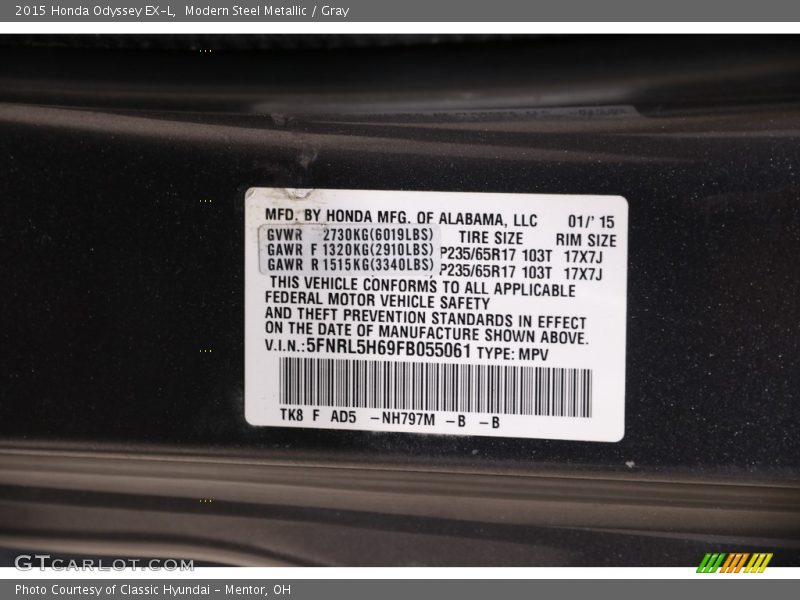 2015 Honda Odyssey EX-L,  Modern Steel Metallic / Gray
MFD. BY HONDA MFG. OF ALABAMA, LLC 01/'15
GVWR 2730KG(6019LBS) TIRE SIZE RIM SIZE
GAWR F 1320KG(2910LBS) P235/65R17 103T 17X7J
GAWR R 1515KG(3340LBS) P235/65R17 103T 17X7J
THIS VEHICLE CONFORMS TO ALL APPLICABLE
FEDERAL MOTOR VEHICLE SAFETY
AND THEFT PREVENTION STANDARDS IN EFFECT
ON THE DATE OF MANUFACTURE SHOWN ABOVE.
V.I.N.:5FNRL5H69FB055061 TYPE: MPV
TK8 F AD5 -NH797M -B -B
GTCARLOT.COM
Photo Courtesy of Classic Hyundai - Mentor, OH